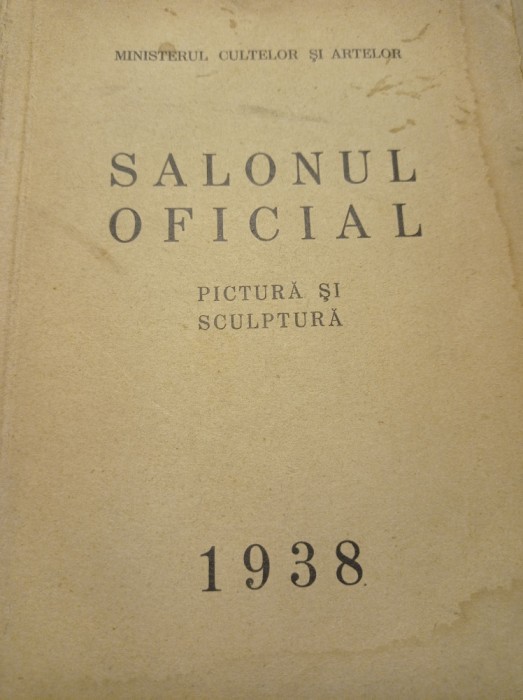 MINISTERUL CULTELOR ȘI ARTELOR
SALONUL
OFICIAL
PICTURĂ ȘI
SCULPTURĂ
1938